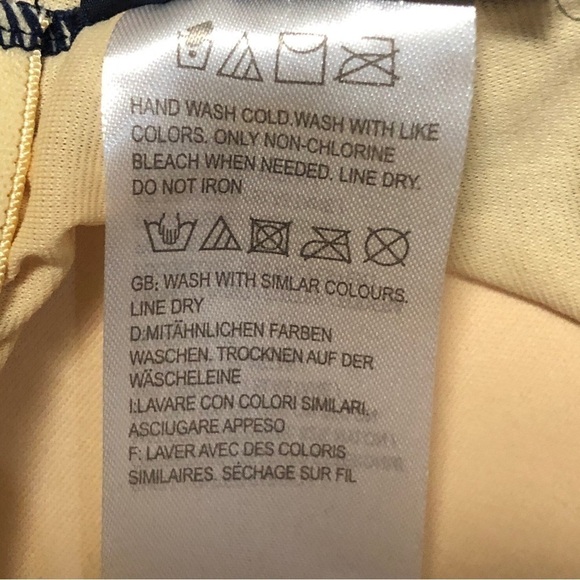 HAND WASH COLD.WASH WITH LIKE
COLORS. ONLY NON-CHLORINE
BLEACH WHEN NEEDED. LINE DRY.
DO NOT IRON
GB: WASH WITH SIMLAR COLOURS.
LINE DRY
D:MITÄHNLICHEN FARBEN
WASCHEN. TROCKNEN AUF DER
WÄSCHELEINE
I:LAVARE CON COLORI SIMILARI.
ASCIUGARE APPESO
F: LAVER AVEC DES COLORIS
SIMILAIRES. SÉCHAGE SUR FIL